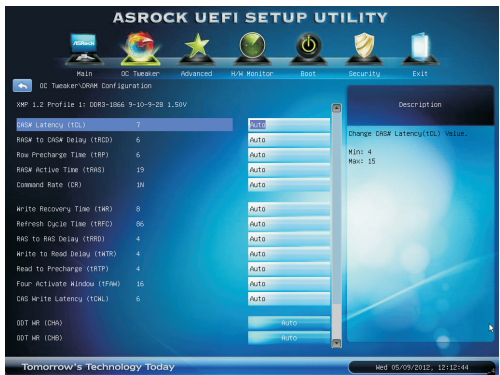 ASROCK UEFI SETUP UTILITY
ASRock
Main OC Tweaker Advanced H/W Monitor Boot Security Exit
OC Tweaker\DRAM Configuration
XMP 1.2 Profile 1: DDR3-1866 9-10-9-28 1.50V
CAS# Latency (tCL) 7 Auto
RAS# to CAS# Delay (tRCD) 6 Auto
Row Precharge Time (tRP) 6 Auto
RAS# Active Time (tRAS) 19 Auto
Command Rate (CR) 1N Auto
Write Recovery Time (tWR) 8 Auto
Refresh Cycle Time (tRFC) 86 Auto
RAS to RAS Delay (tRRD) 4 Auto
Write to Read Delay (tWTR) 4 Auto
Read to Precharge (tRTP) 4 Auto
Four Activate Window (tFAW) 16 Auto
CAS Write Latency (tCWL) 6 Auto
ODT WR (CHA) Auto
ODT WR (CHB) Auto
Description
Change CAS# Latency(tCL) Value.
Min: 4
Max: 15
Tomorrow's Technology Today
Wed 05/09/2012, 12:12:44